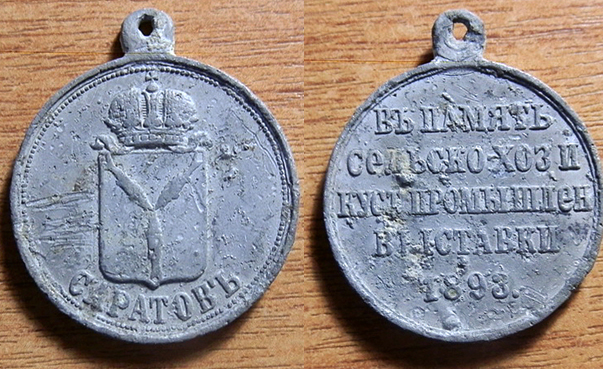 САРАТОВЪ
ВЪ ПАМЯТЬ
СЕЛЬСКО-ХОЗ И
КУСТ ПРОМЫШЛЕН
ВЫСТАВКИ
1893.